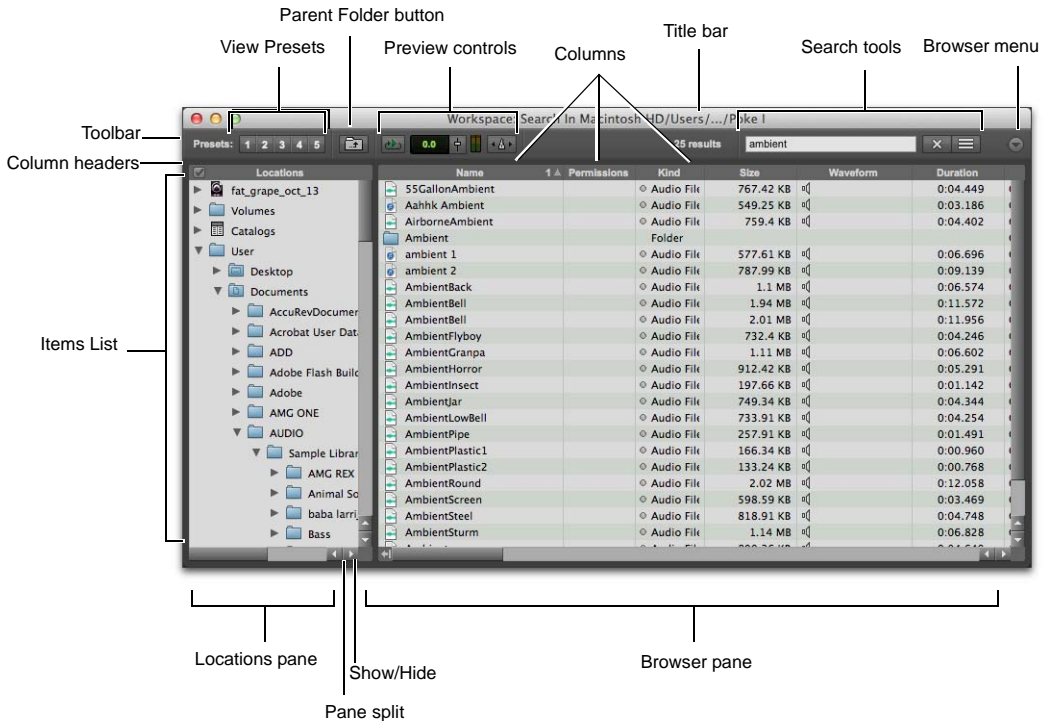 Parent Folder button
View Presets
Preview controls
Columns
Title bar
Search tools
Browser menu
Toolbar
Column headers
Items List
Workspace: Search In Macintosh HD/Users/.../Poke I
Presets: 1 2 3 4 5
0.0
25 results
ambient
Locations
Name 1 Permissions Kind Size Waveform Duration
fat_grape_oct_13
Volumes
Catalogs
User
Desktop
Documents
AccuRevDocumen
Acrobat User Dat
ADD
Adobe Flash Build
Adobe
AMG ONE
AUDIO
Sample Librar
AMG REX
Animal So
baba larri
Bass
55GallonAmbient Audio File 767.42 KB 0:04.449
Aahhk Ambient Audio File 549.25 KB 0:03.186
AirborneAmbient Audio File 759.4 KB 0:04.402
Ambient Folder
ambient 1 Audio File 577.61 KB 0:06.696
ambient 2 Audio File 787.99 KB 0:09.139
AmbientBack Audio File 1.1 MB 0:06.574
AmbientBell Audio File 1.94 MB 0:11.572
AmbientBell Audio File 2.01 MB 0:11.956
AmbientFlyboy Audio File 732.4 KB 0:04.246
AmbientGranpa Audio File 1.11 MB 0:06.602
AmbientHorror Audio File 912.42 KB 0:05.291
AmbientInsect Audio File 197.66 KB 0:01.142
AmbientJar Audio File 749.34 KB 0:04.344
AmbientLowBell Audio File 733.91 KB 0:04.254
AmbientPipe Audio File 257.91 KB 0:01.491
AmbientPlastic1 Audio File 166.34 KB 0:00.960
AmbientPlastic2 Audio File 133.24 KB 0:00.768
AmbientRound Audio File 2.02 MB 0:12.058
AmbientScreen Audio File 598.59 KB 0:03.469
AmbientSteel Audio File 818.91 KB 0:04.748
AmbientSturm Audio File 1.14 MB 0:06.828
Locations pane
Show/Hide
Pane split
Browser pane